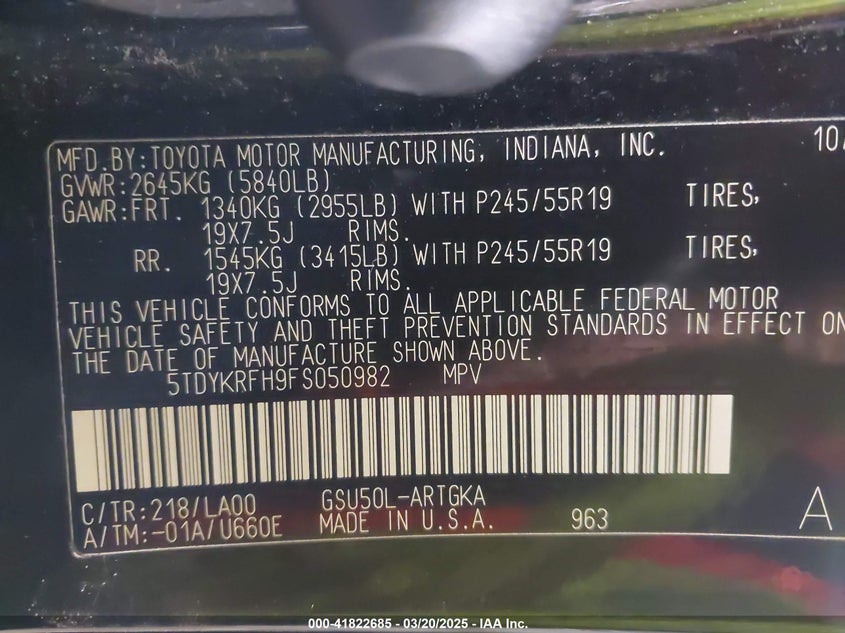 MFD.BY:TOYOTA MOTOR MANUFACTURING, INDIANA, INC. 10/
GVWR:2645KG (5840LB)
GAWR:FRT. 1340KG (2955LB) WITH P245/55R19 TIRES,
19X7.5J RIMS.
RR. 1545KG (3415LB) WITH P245/55R19 TIRES,
19X7.5J RIMS.
THIS VEHICLE CONFORMS TO ALL APPLICABLE FEDERAL MOTOR
VEHICLE SAFETY AND THEFT PREVENTION STANDARDS IN EFFECT ON
THE DATE OF MANUFACTURE SHOWN ABOVE.
5TDYKRFH9FS050982 MPV
C/TR:218/LA00 GSU50L-ARTGKA
A/TM:-01A/U660E MADE IN U.S.A. 963 A
000-41822685 - 03/20/2025 - IAA Inc.